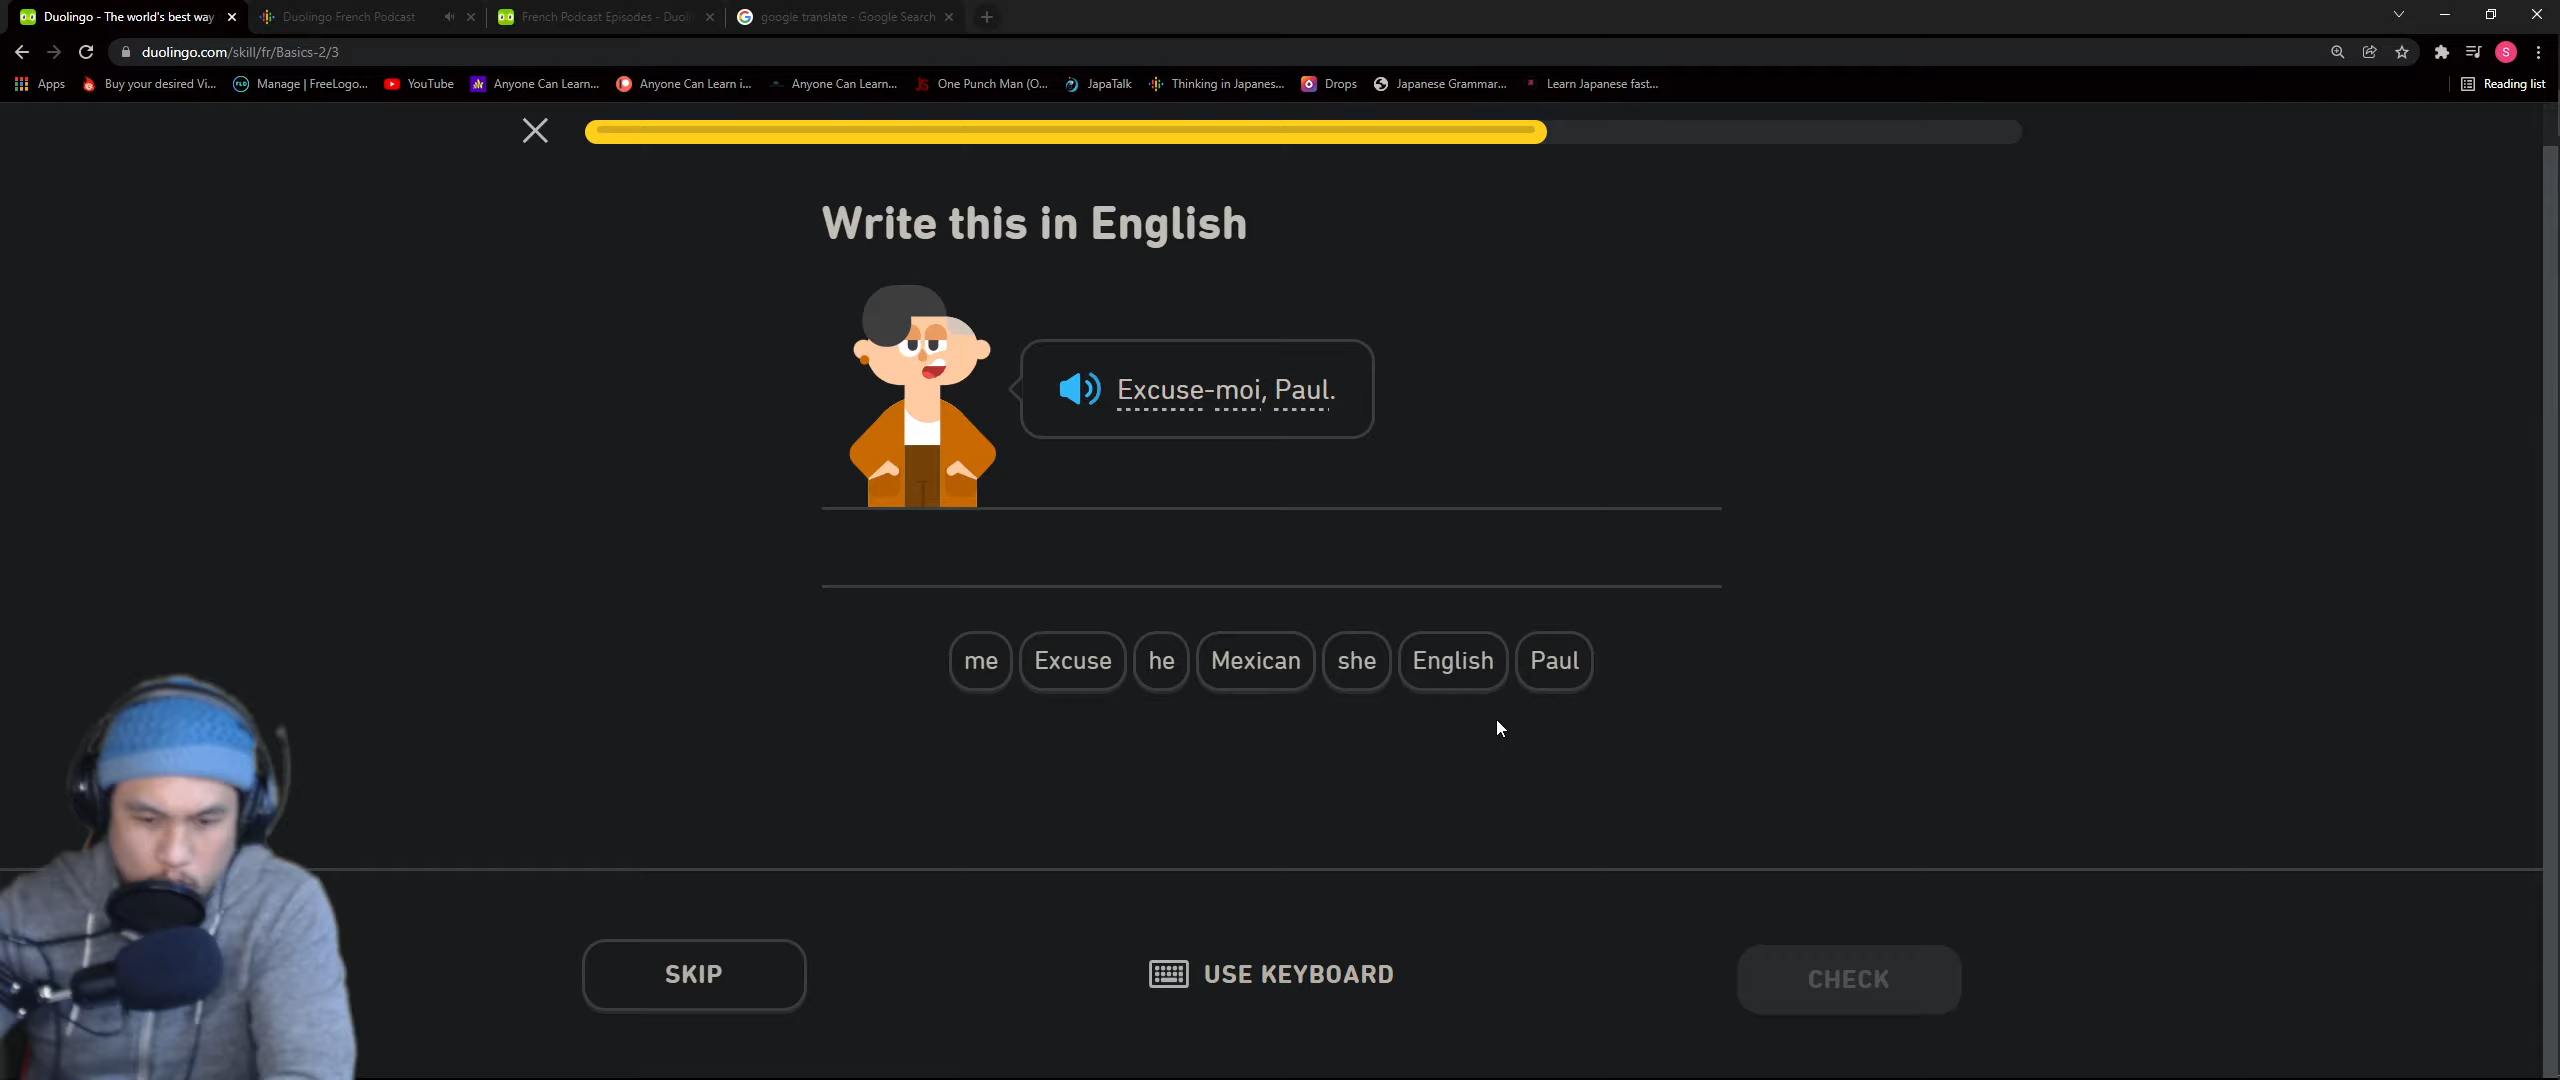 Duolingo - The world's best way
Duolingo French Podcast
French Podcast Episodes - Duoli
google translate - Google Search
duolingo.com/skill/fr/Basics-2/3
S
Apps
Buy your desired Vi...
Manage | FreeLogo...
YouTube
Anyone Can Learn...
Anyone Can Learn i...
Anyone Can Learn...
One Punch Man (O...
JapaTalk
Thinking in Japanes...
Drops
Japanese Grammar...
Learn Japanese fast...
Reading list
Write this in English
Excuse-moi, Paul.
me Excuse he Mexican she English Paul
SKIP
USE KEYBOARD
CHECK